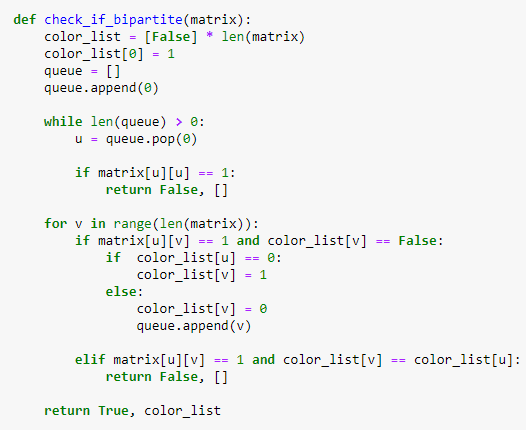 def check_if_bipartite(matrix):
    color_list = [False] * len(matrix)
    color_list[0] = 1
    queue = []
    queue.append(0)

    while len(queue) > 0:
        u = queue.pop(0)

        if matrix[u][u] == 1:
            return False, []

    for v in range(len(matrix)):
        if matrix[u][v] == 1 and color_list[v] == False:
            if  color_list[u] == 0:
                color_list[v] = 1
            else:
                color_list[v] = 0
                queue.append(v)

        elif matrix[u][v] == 1 and color_list[v] == color_list[u]:
            return False, []

    return True, color_list